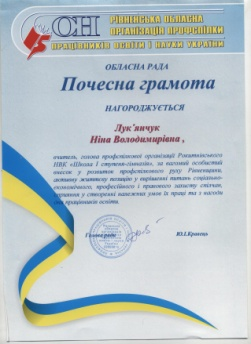 РІВНЕНСЬКА ОБЛАСНА
ОРГАНІЗАЦІЯ ПРОФСПІЛКИ
ПРАЦІВНИКІВ ОСВІТИ І НАУКИ УКРАЇНИ
ОБЛАСНА РАДА
Почесна грамота
НАГОРОДЖУЄТЬСЯ
Лук'янчук
Ніна Володимирівна,
вчитель, голова профспілкової організації Рокитнівського
НВК «Школа І ступеня-гімназія», за вагомий особистий
внесок у розвиток профспілкового руху Рівненщини,
активну життєву позицію у вирішенні питань соціально-
економічного, професійного і правового захисту спілчан,
сприяння у створенні належних умов їх праці та з нагоди
Дня працівників освіти.
Голова ради
Ю.І.Кравець